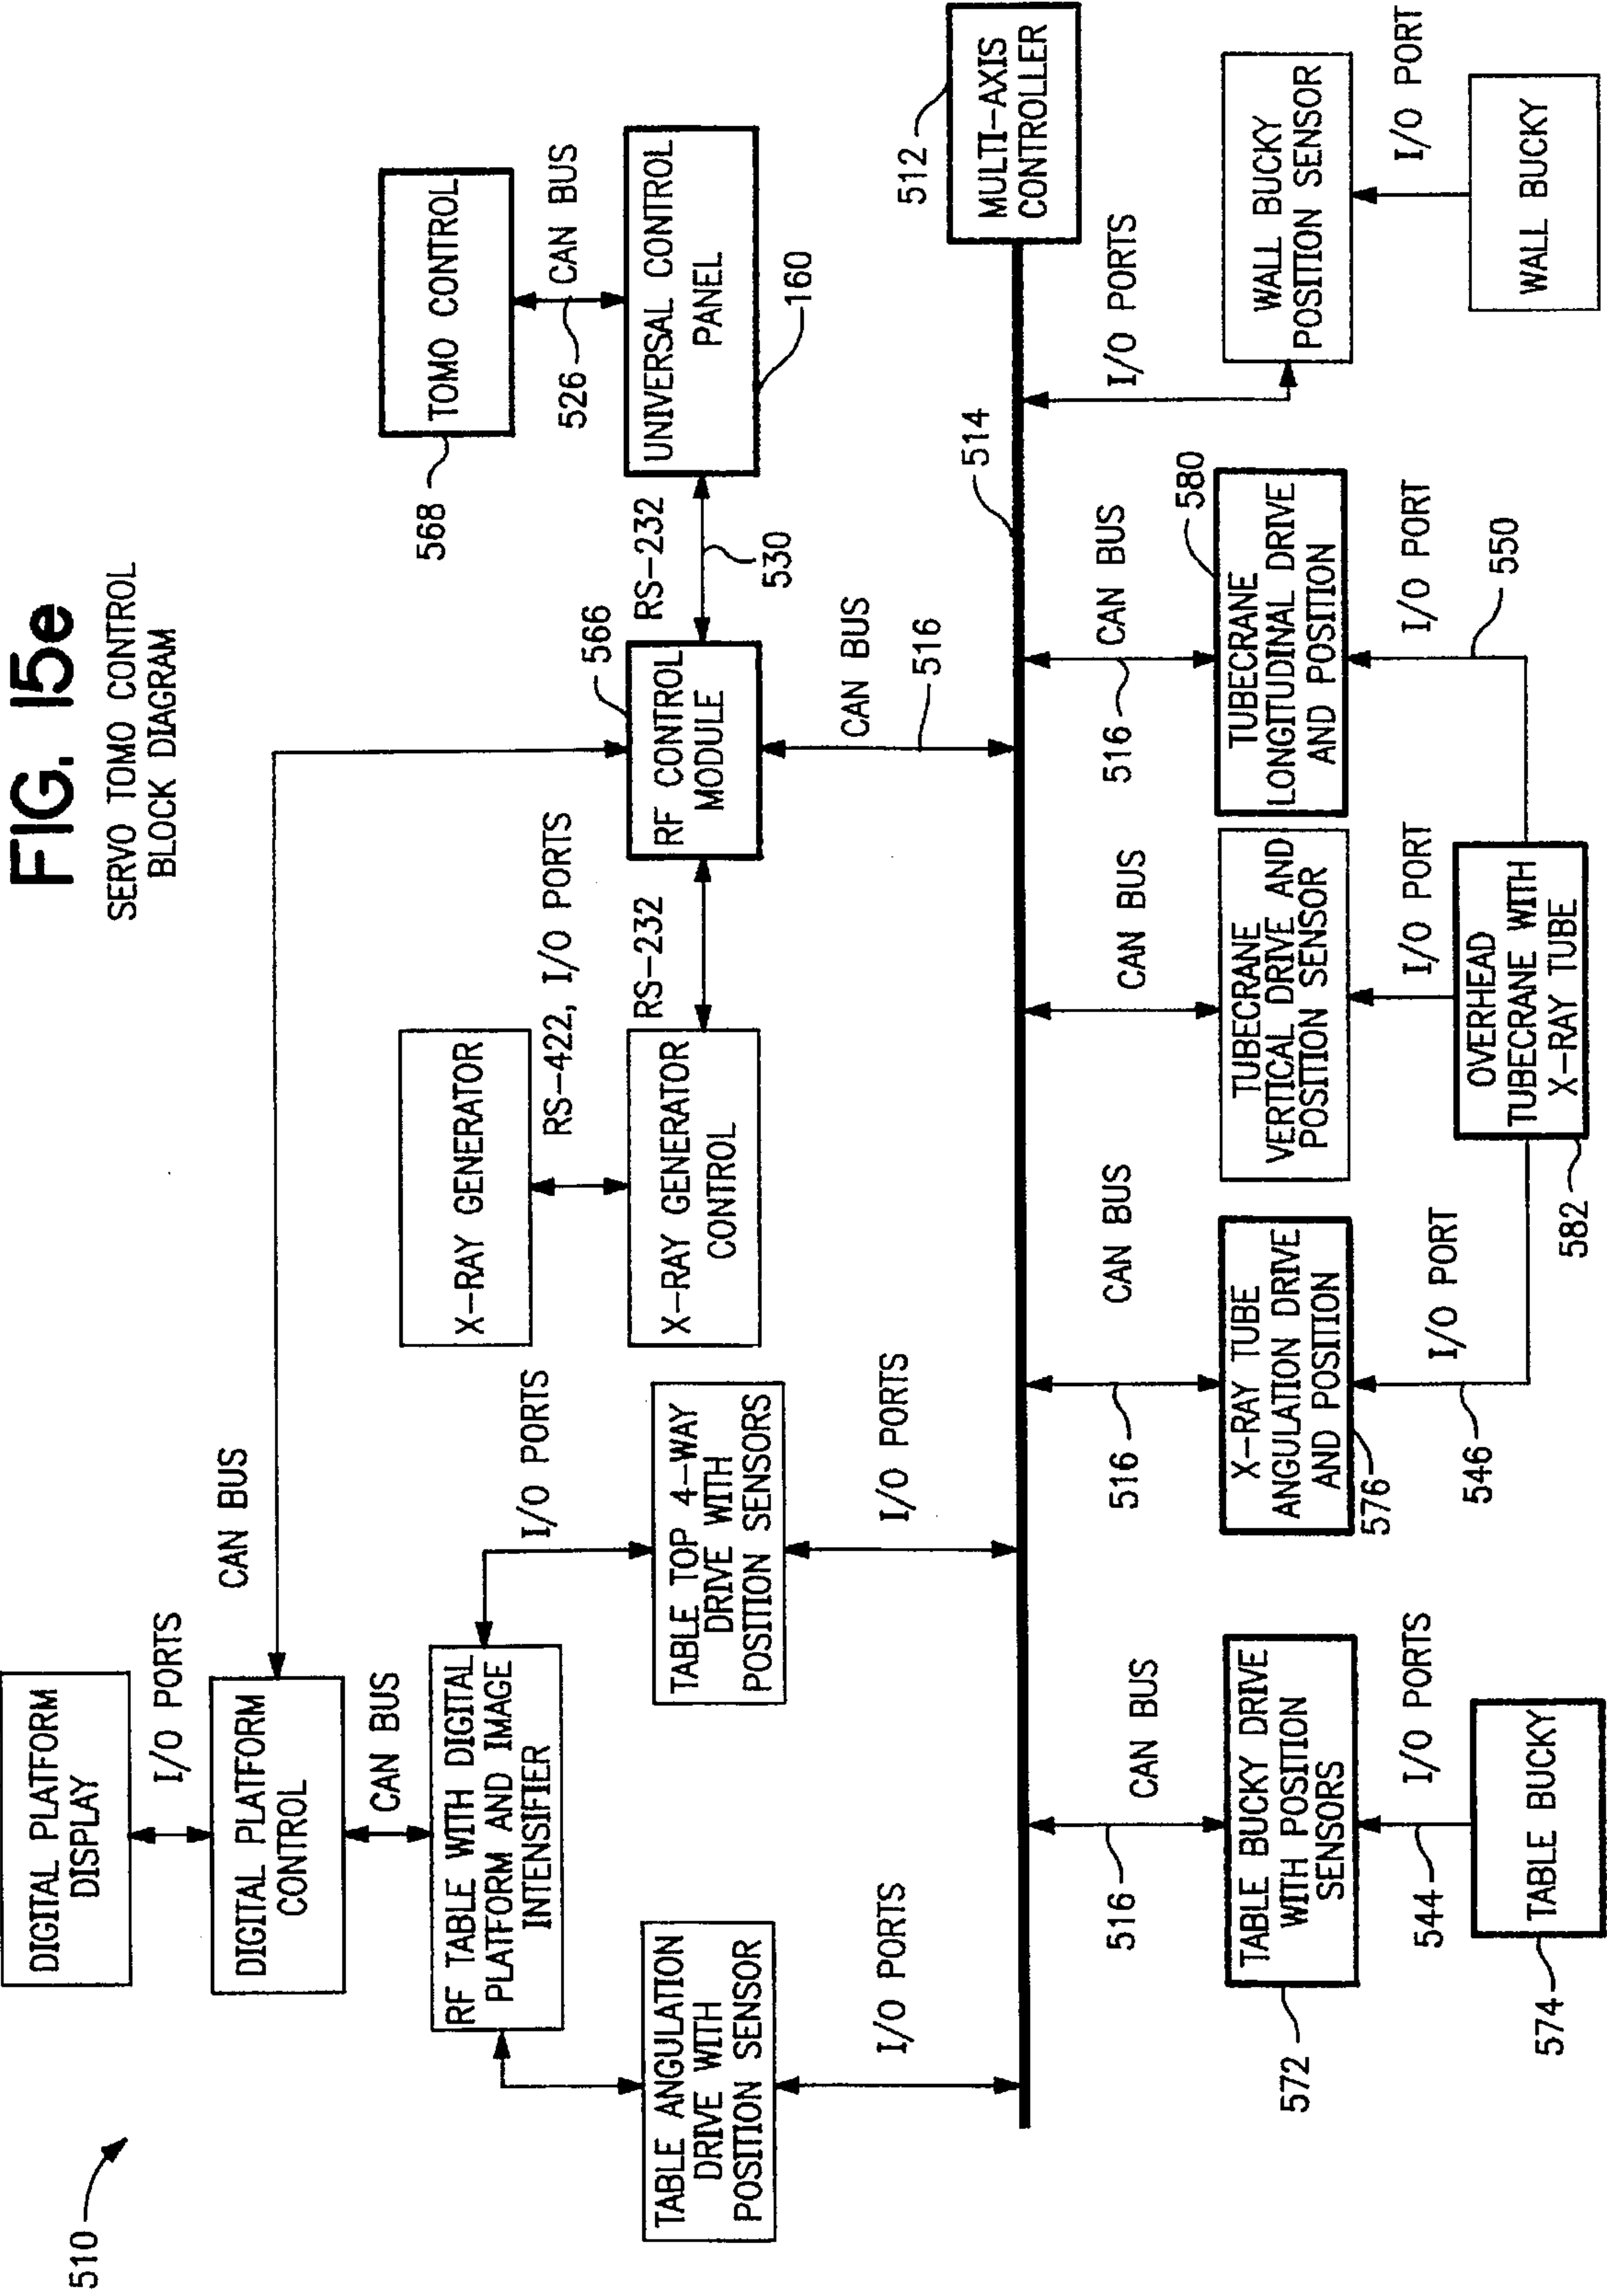 FIG. 15e
SERVO TOMO CONTROL
BLOCK DIAGRAM
510
DIGITAL PLATFORM
DISPLAY
I/O PORTS
DIGITAL PLATFORM
CONTROL
CAN BUS
CAN BUS
RF TABLE WITH DIGITAL
PLATFORM AND IMAGE
INTENSIFIER
I/O PORTS
TABLE ANGULATION
DRIVE WITH
POSITION SENSOR
I/O PORTS
TABLE TOP 4-WAY
DRIVE WITH
POSITION SENSORS
I/O PORTS
X-RAY GENERATOR
RS-422, I/O PORTS
X-RAY GENERATOR
CONTROL
RS-232
RF CONTROL
MODULE
566
CAN BUS
516
RS-232
530
TOMO CONTROL
568
CAN BUS
526
UNIVERSAL CONTROL
PANEL
160
512
MULTI-AXIS
CONTROLLER
514
516
CAN BUS
TABLE BUCKY DRIVE
WITH POSITION
SENSORS
572
544
I/O PORTS
TABLE BUCKY
574
516
CAN BUS
X-RAY TUBE
ANGULATION DRIVE
AND POSITION
576
546
I/O PORT
CAN BUS
TUBECRANE
VERTICAL DRIVE AND
POSITION SENSOR
I/O PORT
OVERHEAD
TUBECRANE WITH
X-RAY TUBE
582
516
CAN BUS
580
TUBECRANE
LONGITUDINAL DRIVE
AND POSITION
I/O PORT
550
I/O PORTS
WALL BUCKY
POSITION SENSOR
I/O PORT
WALL BUCKY